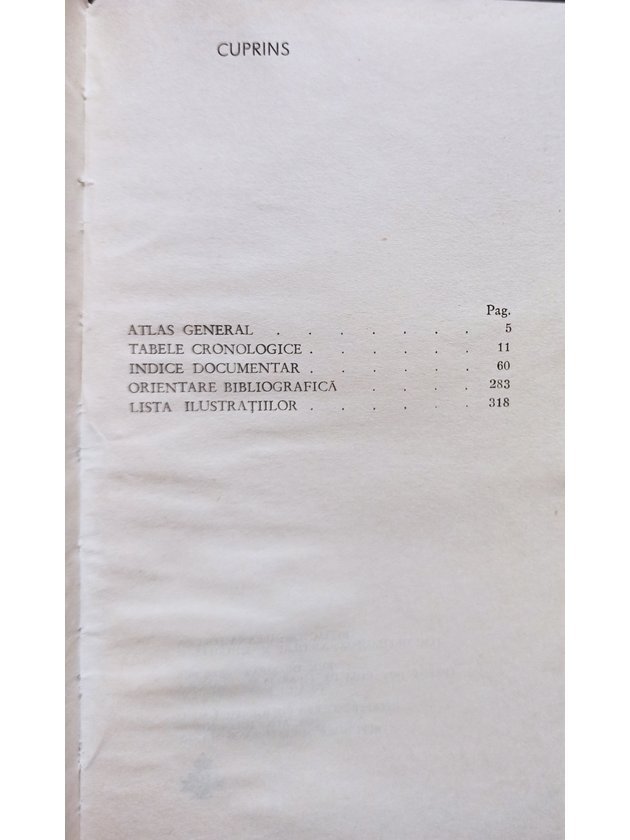 CUPRINS
Pag.
ATLAS GENERAL . . . . . . . 5
TABELE CRONOLOGICE . . . . . . 11
INDICE DOCUMENTAR . . . . . . 60
ORIENTARE BIBLIOGRAFICĂ . . . . 283
LISTA ILUSTRAȚIILOR . . . . . . 318